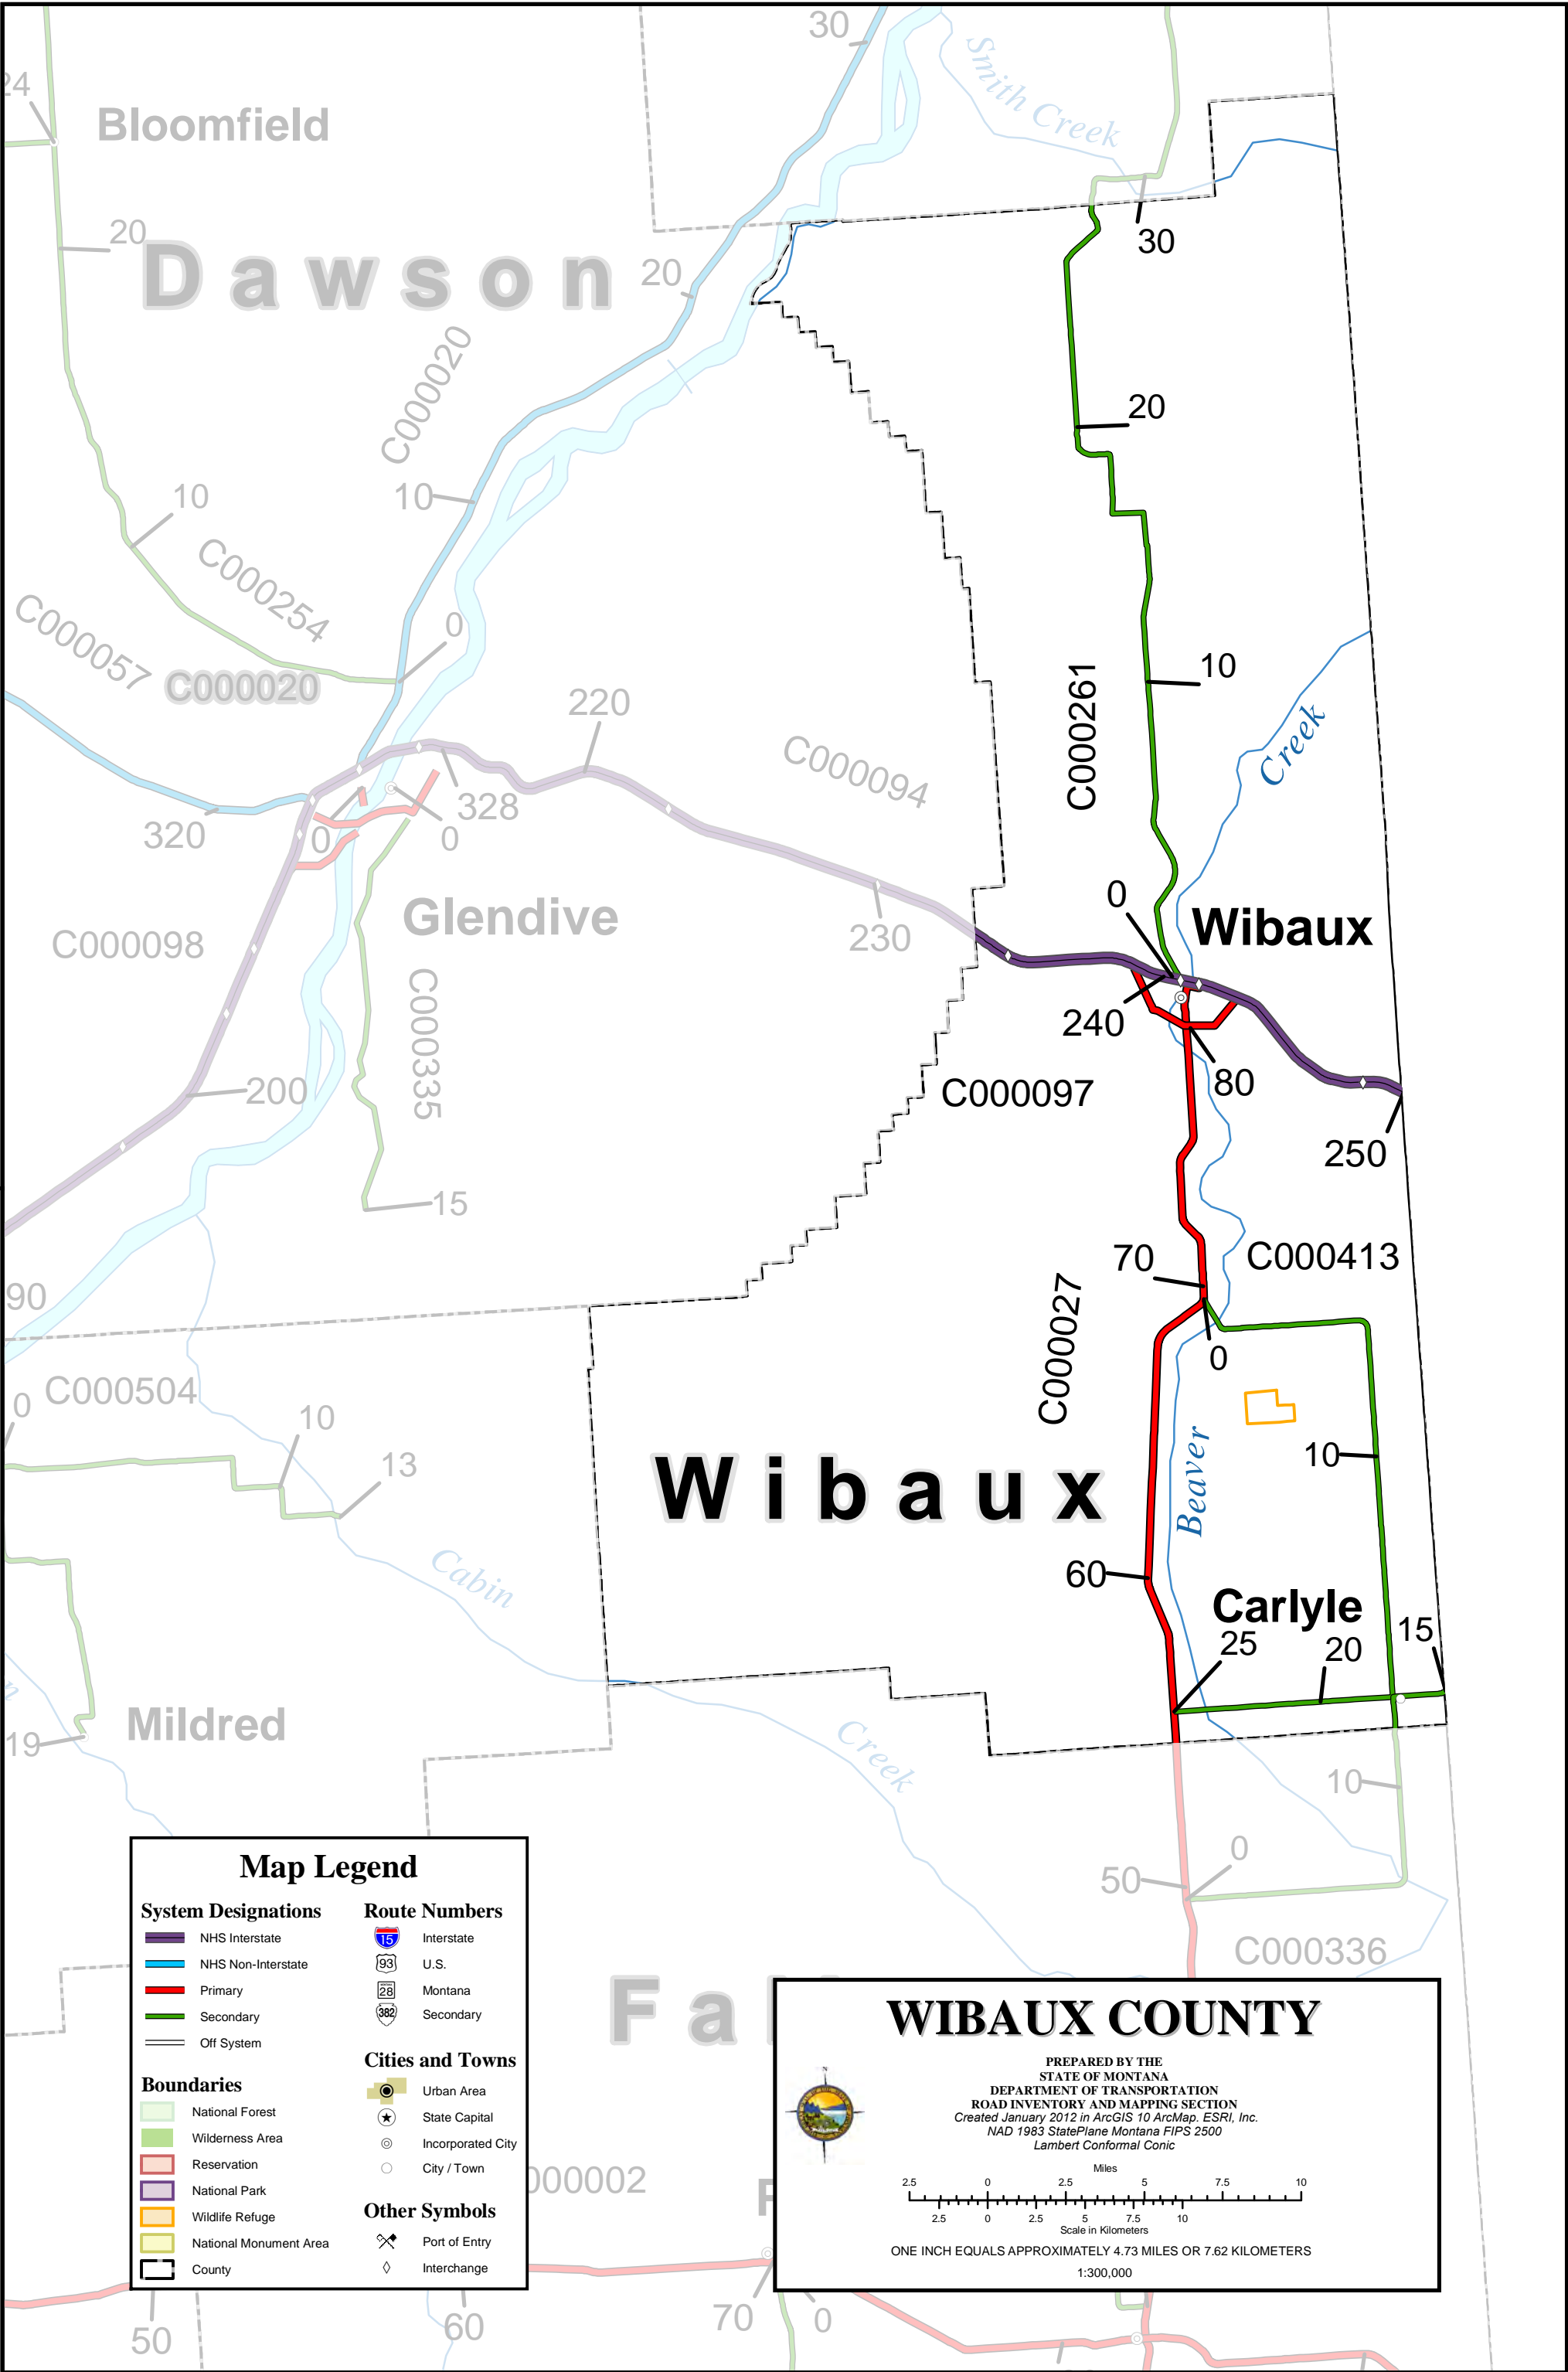 30
Smith Creek
24
Bloomfield
20
Dawson
20
30
C000020
20
10
10
C000254
C000057
0
C000020
220
C000261
10
Creek
C000094
328
320
0
0
Glendive
0
Wibaux
C000098
230
240
C000335
C000097
80
200
250
15
70
C000413
90
C000027
0
C000504
0
10
13
10
Wibaux
Beaver
Cabin
60
Carlyle
25
20
15
Mildred
19
Creek
10
0
50
C000336
Map Legend
System Designations
NHS Interstate
NHS Non-Interstate
Primary
Secondary
Off System
Boundaries
National Forest
Wilderness Area
Reservation
National Park
Wildlife Refuge
National Monument Area
County
Route Numbers
15 Interstate
93 U.S.
28 Montana
382 Secondary
Cities and Towns
Urban Area
State Capital
Incorporated City
City / Town
Other Symbols
Port of Entry
Interchange
Fa
000002
WIBAUX COUNTY
PREPARED BY THE
STATE OF MONTANA
DEPARTMENT OF TRANSPORTATION
ROAD INVENTORY AND MAPPING SECTION
Created January 2012 in ArcGIS 10 ArcMap. ESRI, Inc.
NAD 1983 StatePlane Montana FIPS 2500
Lambert Conformal Conic
N
Miles
2.5 0 2.5 5 7.5 10
2.5 0 2.5 5 7.5 10
Scale in Kilometers
ONE INCH EQUALS APPROXIMATELY 4.73 MILES OR 7.62 KILOMETERS
1:300,000
50
60
70
0